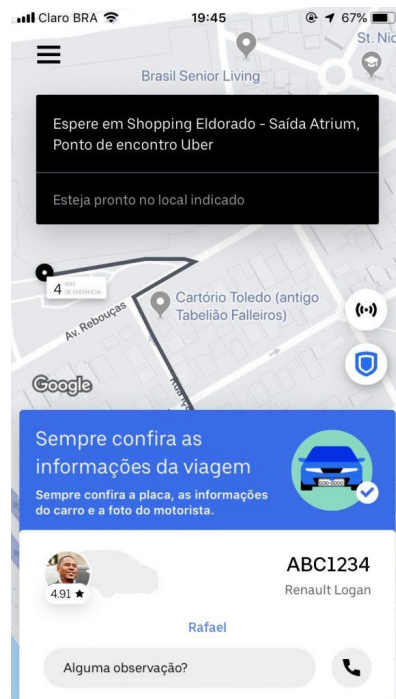 Claro BRA
19:45
67%
St. Nic
Brasil Senior Living
Espere em Shopping Eldorado - Saída Atrium,
Ponto de encontro Uber
Esteja pronto no local indicado
4 MIN
DE DISTÂNCIA
Av. Rebouças
Cartório Toledo (antigo
Tabelião Falleiros)
Google
Sempre confira as
informações da viagem
Sempre confira a placa, as informações
do carro e a foto do motorista.
4.91 ★
ABC1234
Renault Logan
Rafael
Alguma observação?